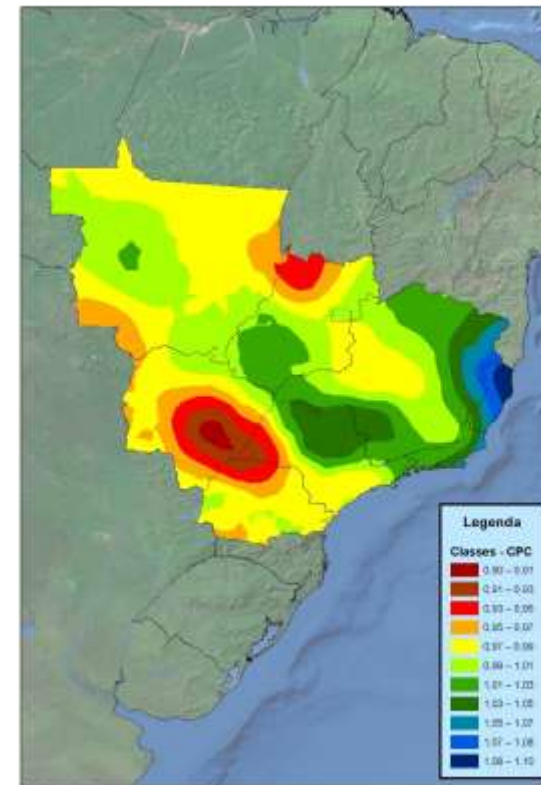 Legenda
Classes - CPC
0.90 – 0.91
0.91 – 0.93
0.93 – 0.95
0.95 – 0.97
0.97 – 0.99
0.99 – 1.01
1.01 – 1.03
1.03 – 1.05
1.05 – 1.07
1.07 – 1.08
1.08 – 1.10